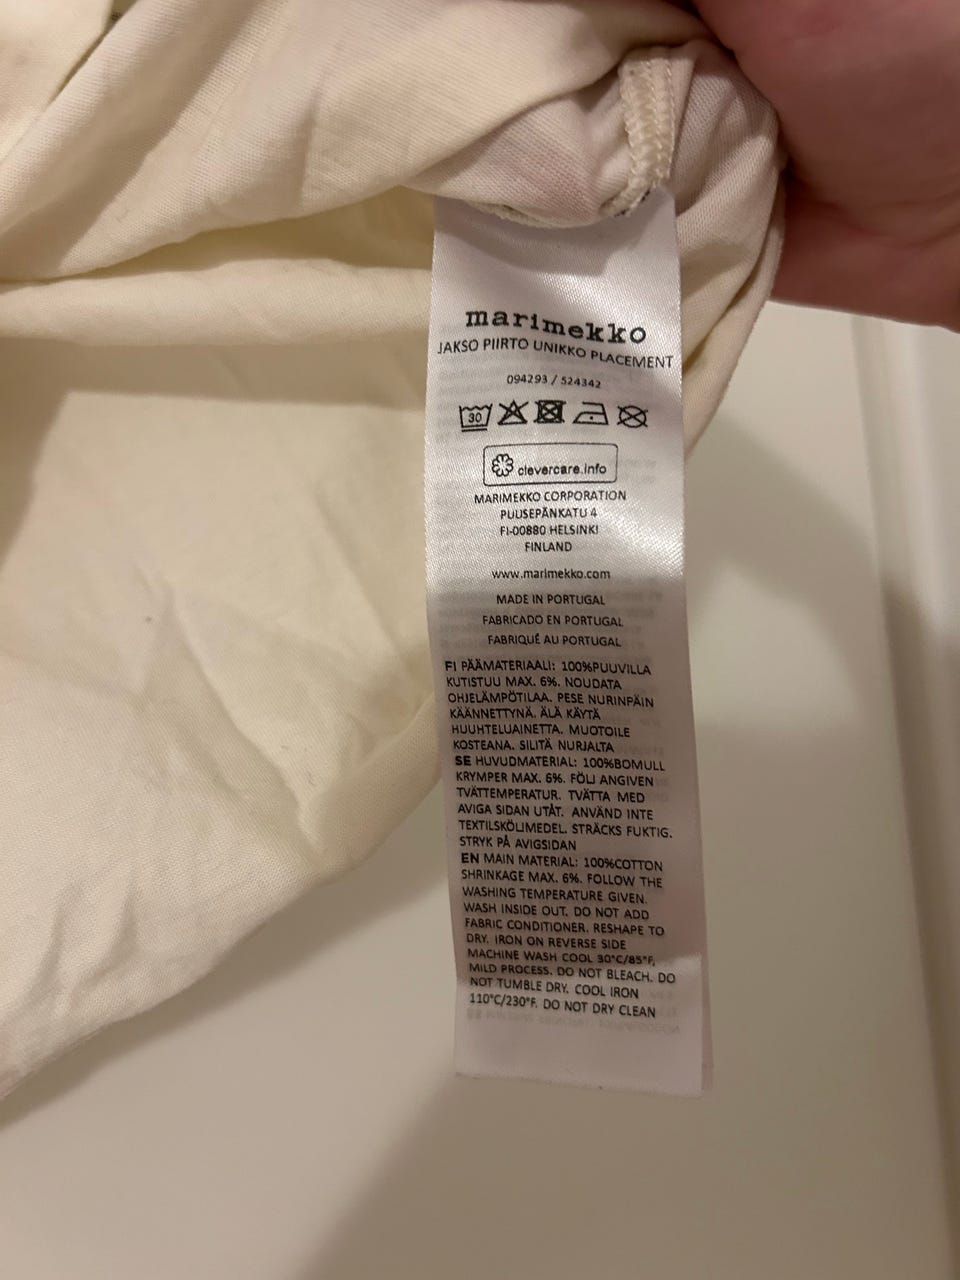 marimekko
JAKSO PIIRTO UNIKKO PLACEMENT
094293 / 524342
30
clevercare.info
MARIMEKKO CORPORATION
PUUSEPÄNKATU 4
FI-00880 HELSINKI
FINLAND
www.marimekko.com
MADE IN PORTUGAL
FABRICADO EN PORTUGAL
FABRIQUÉ AU PORTUGAL
FI PÄÄMATERIAALI: 100%PUUVILLA
KUTISTUU MAX. 6%. NOUDATA
OHJELÄMPÖTILAA. PESE NURINPÄIN
KÄÄNNETTYNÄ. ÄLÄ KÄYTÄ
HUUHTELUAINETTA. MUOTOILE
KOSTEANA. SILITÄ NURJALTA
SE HUVUDMATERIAL: 100%BOMULL
KRYMPER MAX. 6%. FÖLJ ANGIVEN
TVÄTTEMPERATUR. TVÄTTA MED
AVIGA SIDAN UTÅT. ANVÄND INTE
TEXTILSKÖLJMEDEL. STRÄCKS FUKTIG.
STRYK PÅ AVIGSIDAN
EN MAIN MATERIAL: 100%COTTON
SHRINKAGE MAX. 6%. FOLLOW THE
WASHING TEMPERATURE GIVEN.
WASH INSIDE OUT. DO NOT ADD
FABRIC CONDITIONER. RESHAPE TO
DRY. IRON ON REVERSE SIDE
MACHINE WASH COOL 30°C/85°F,
MILD PROCESS. DO NOT BLEACH. DO
NOT TUMBLE DRY. COOL IRON
110°C/230°F. DO NOT DRY CLEAN